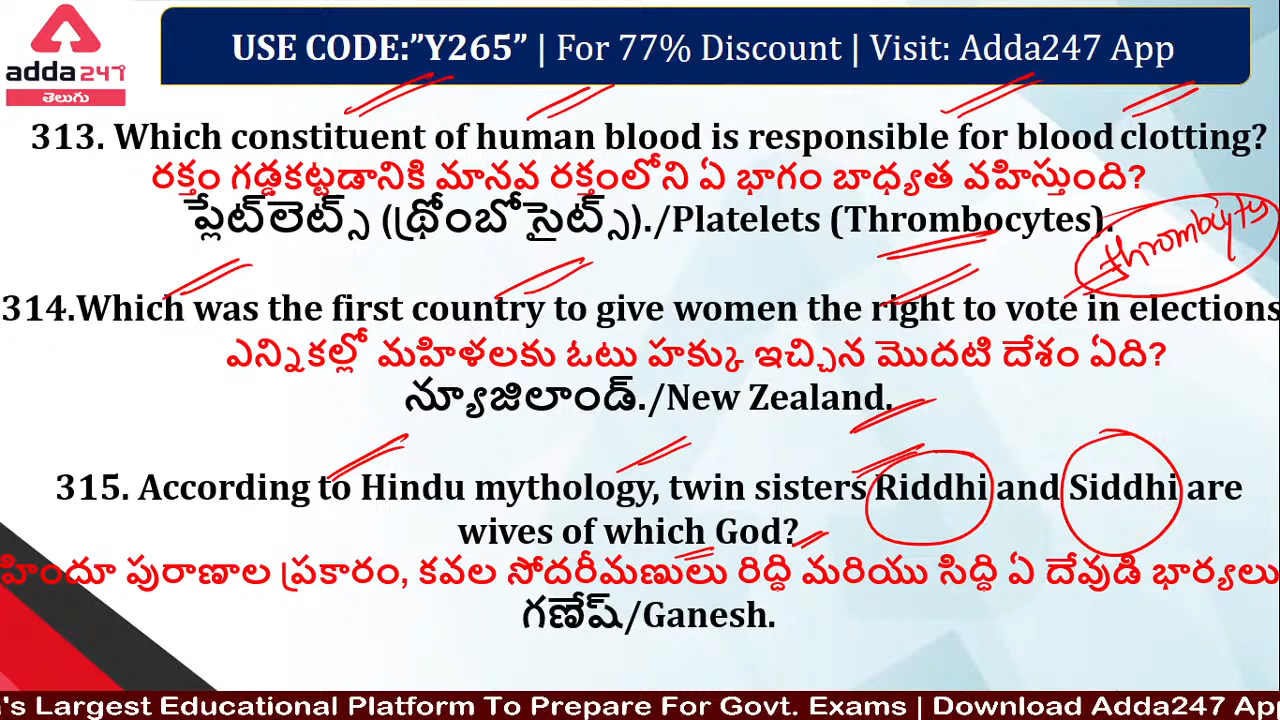 adda247
తెలుగు
USE CODE:”Y265” | For 77% Discount | Visit: Adda247 App
313. Which constituent of human blood is responsible for blood clotting?
రక్తం గడ్డకట్టడానికి మానవ రక్తంలోని ఏ భాగం బాధ్యత వహిస్తుంది?
ప్లేట్‌లెట్స్ (థ్రోంబోసైట్స్)./Platelets (Thrombocytes).
thrombcyts
314.Which was the first country to give women the right to vote in elections
ఎన్నికల్లో మహిళలకు ఓటు హక్కు ఇచ్చిన మొదటి దేశం ఏది?
న్యూజిలాండ్./New Zealand.
315. According to Hindu mythology, twin sisters Riddhi and Siddhi are
wives of which God?
హిందూ పురాణాల ప్రకారం, కవల సోదరీమణులు రిద్ధి మరియు సిద్ధి ఏ దేవుడి భార్యలు
గణేష్/Ganesh.
's Largest Educational Platform To Prepare For Govt. Exams | Download Adda247 Ap